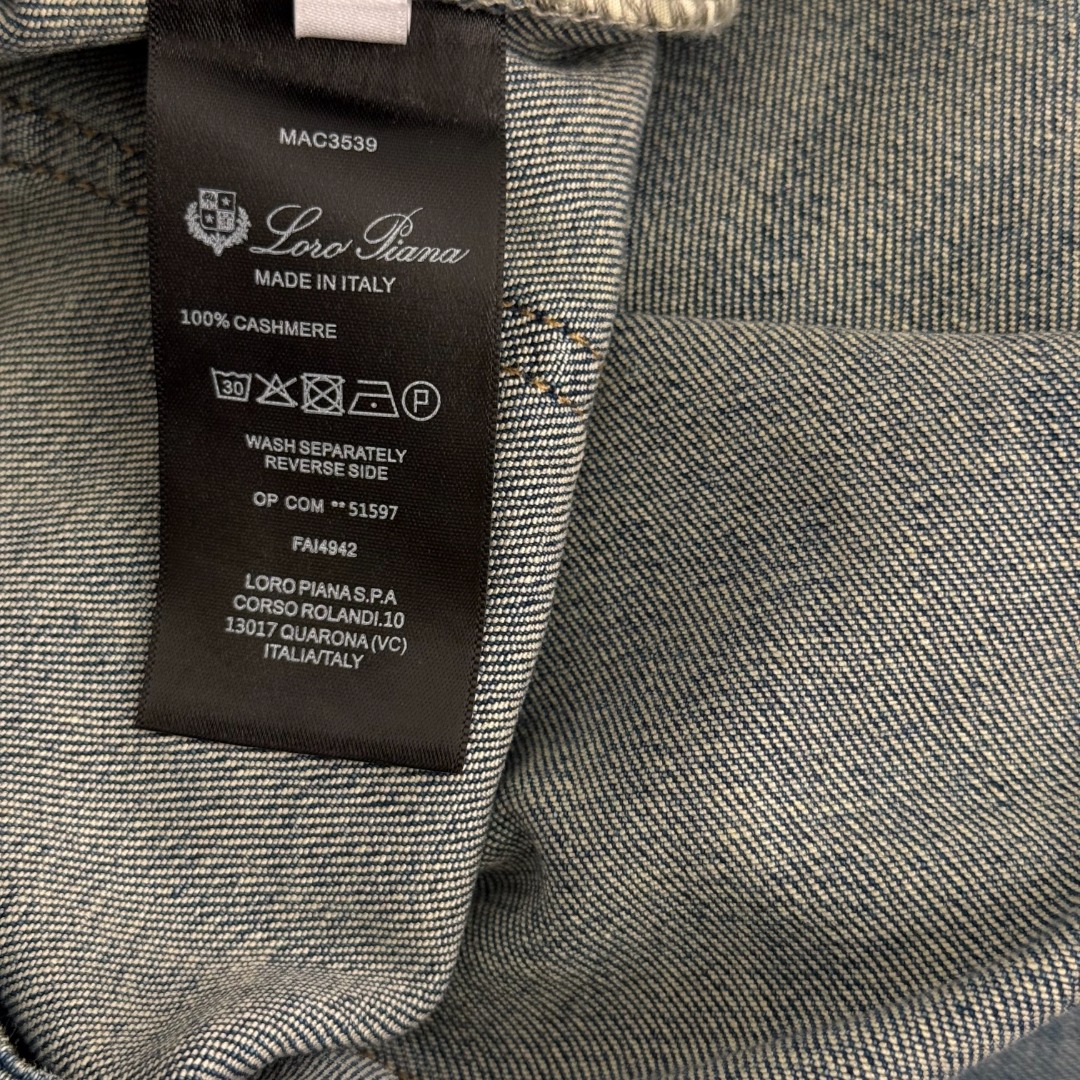 MAC3539
Loro Piana
MADE IN ITALY
100% CASHMERE
30 P
WASH SEPARATELY
REVERSE SIDE
OP COM ** 51597
FAI4942
LORO PIANA S.P.A
CORSO ROLANDI.10
13017 QUARONA (VC)
ITALIA/TALY